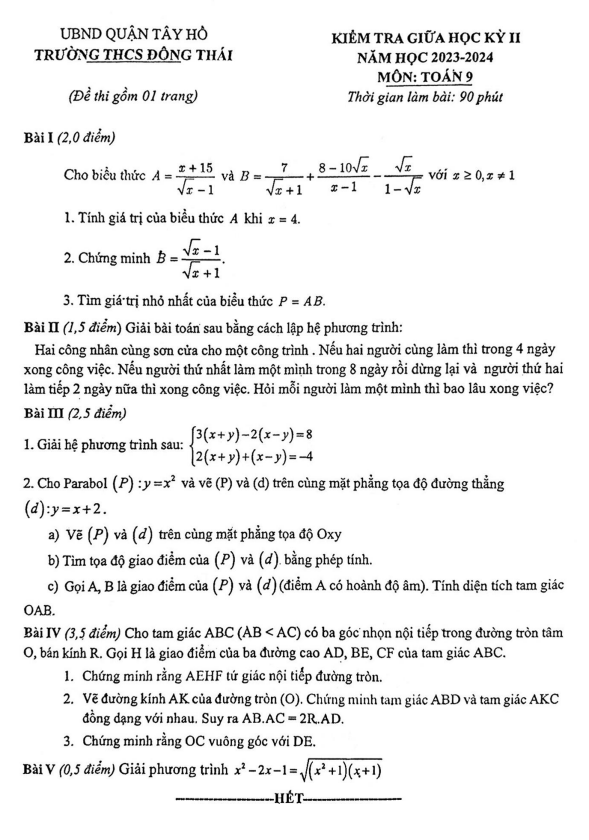 UBND QUẬN TÂY HỒ
TRƯỜNG THCS ĐÔNG THÁI
(Đề thi gồm 01 trang)
KIỂM TRA GIỮA HỌC KỲ II
NĂM HỌC 2023-2024
MÔN: TOÁN 9
Thời gian làm bài: 90 phút
Bài I (2,0 điểm)
Cho biểu thức $A = \frac{x+15}{\sqrt{x}-1}$ và $B = \frac{7}{\sqrt{x}+1} + \frac{8-10\sqrt{x}}{x-1} - \frac{\sqrt{x}}{1-\sqrt{x}}$ với $x \ge 0, x \ne 1$
1. Tính giá trị của biểu thức A khi x = 4.
2. Chứng minh $B = \frac{\sqrt{x}-1}{\sqrt{x}+1}$.
3. Tìm giá trị nhỏ nhất của biểu thức P = AB.
Bài II (1,5 điểm) Giải bài toán sau bằng cách lập hệ phương trình:
Hai công nhân cùng sơn cửa cho một công trình . Nếu hai người cùng làm thì trong 4 ngày
xong công việc. Nếu người thứ nhất làm một mình trong 8 ngày rồi dừng lại và người thứ hai
làm tiếp 2 ngày nữa thì xong công việc. Hỏi mỗi người làm một mình thì bao lâu xong việc?
Bài III (2,5 điểm)
1. Giải hệ phương trình sau: $\begin{cases} 3(x+y)-2(x-y)=8 \\ 2(x+y)+(x-y)=-4 \end{cases}$
2. Cho Parabol (P) : y = x² và vẽ (P) và (d) trên cùng mặt phẳng tọa độ đường thẳng
(d): y = x + 2 .
a) Vẽ (P) và (d) trên cùng mặt phẳng tọa độ Oxy
b) Tìm tọa độ giao điểm của (P) và (d) bằng phép tính.
c) Gọi A, B là giao điểm của (P) và (d) (điểm A có hoành độ âm). Tính diện tích tam giác
OAB.
Bài IV (3,5 điểm) Cho tam giác ABC (AB < AC) có ba góc nhọn nội tiếp trong đường tròn tâm
O, bán kính R. Gọi H là giao điểm của ba đường cao AD, BE, CF của tam giác ABC.
1. Chứng minh rằng AEHF tứ giác nội tiếp đường tròn.
2. Vẽ đường kính AK của đường tròn (O). Chứng minh tam giác ABD và tam giác AKC
đồng dạng với nhau. Suy ra AB.AC = 2R.AD.
3. Chứng minh rằng OC vuông góc với DE.
Bài V (0,5 điểm) Giải phương trình $x^2-2x-1=\sqrt{(x^2+1)(x+1)}$
-------------------HẾT-------------------